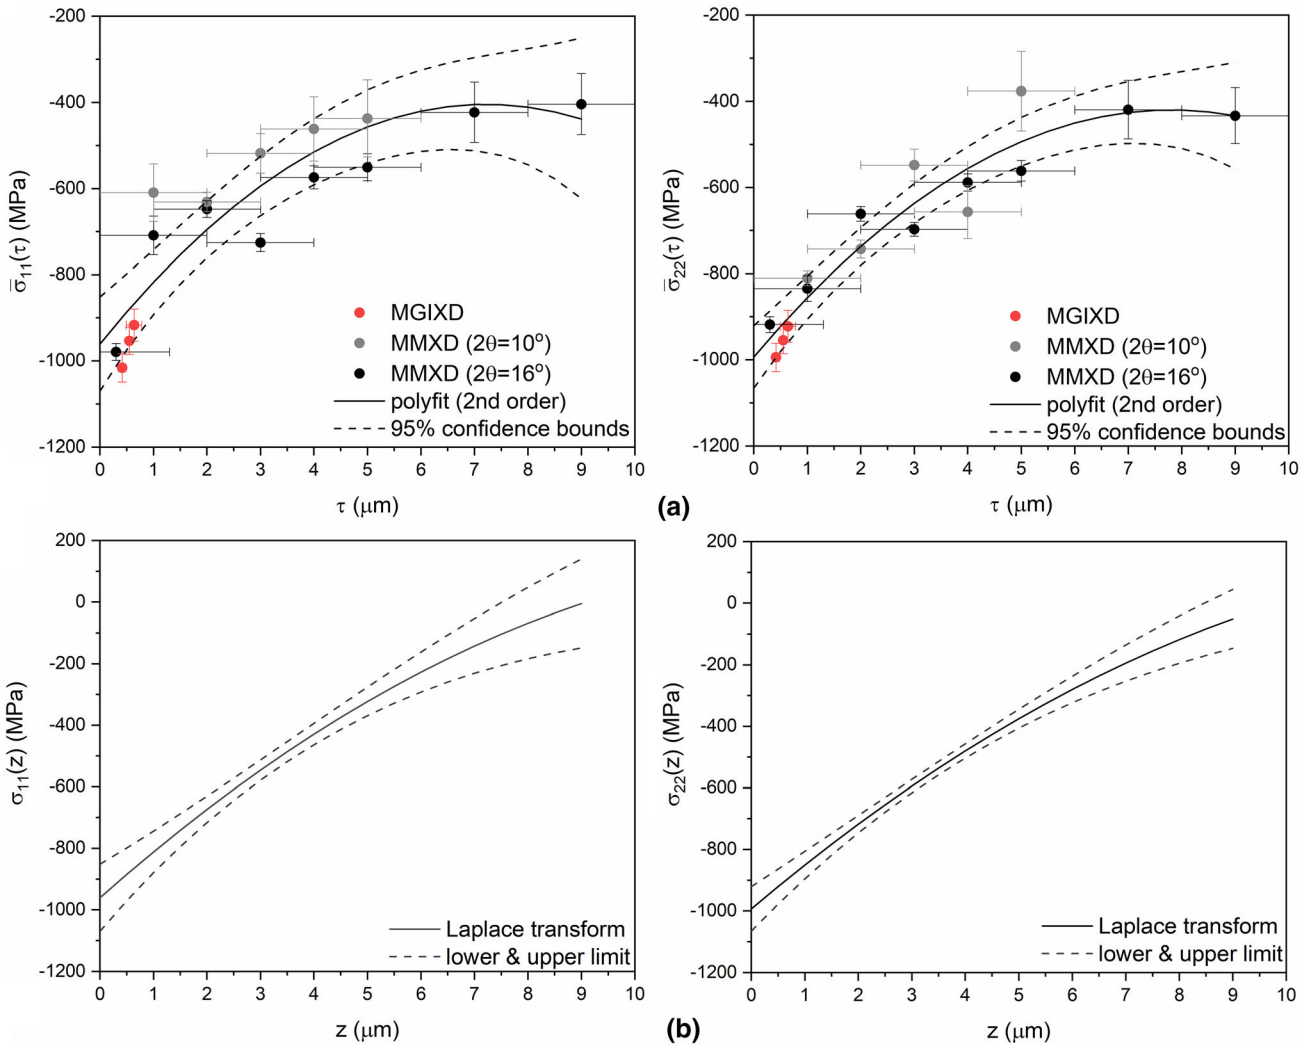 -200
-400
-600
-800
-1000
-1200
σ̅₁₁(τ) (MPa)
MGIXD
MMXD (2θ=10°)
MMXD (2θ=16°)
polyfit (2nd order)
95% confidence bounds
0 1 2 3 4 5 6 7 8 9 10
τ (μm)
-200
-400
-600
-800
-1000
-1200
σ̅₂₂(τ) (MPa)
MGIXD
MMXD (2θ=10°)
MMXD (2θ=16°)
polyfit (2nd order)
95% confidence bounds
0 1 2 3 4 5 6 7 8 9 10
τ (μm)
(a)
200
0
-200
-400
-600
-800
-1000
-1200
σ₁₁(z) (MPa)
Laplace transform
lower & upper limit
0 1 2 3 4 5 6 7 8 9 10
z (μm)
200
0
-200
-400
-600
-800
-1000
-1200
σ₂₂(z) (MPa)
Laplace transform
lower & upper limit
0 1 2 3 4 5 6 7 8 9 10
z (μm)
(b)